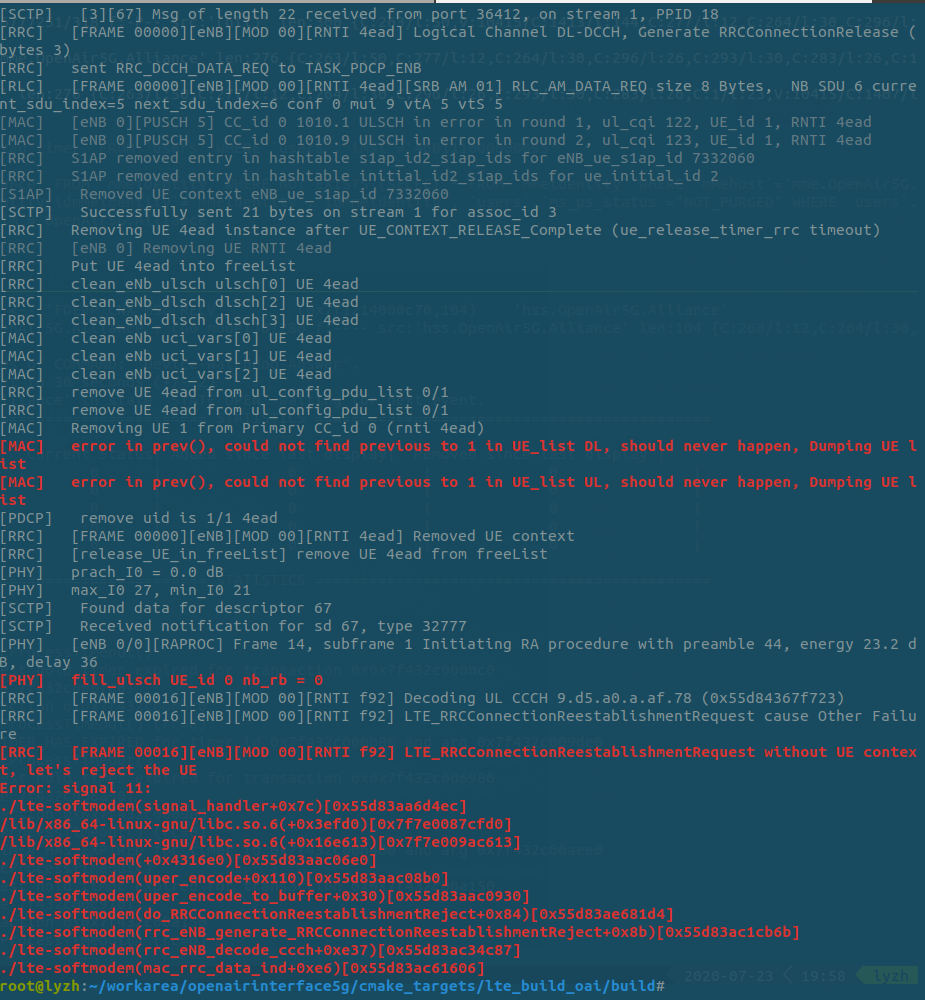 [SCTP]   [3][67] Msg of length 22 received from port 36412, on stream 1, PPID 18
[RRC]   [FRAME 00000][eNB][MOD 00][RNTI 4ead] Logical Channel DL-DCCH, Generate RRCConnectionRelease (
bytes 3)
[RRC]   sent RRC_DCCH_DATA_REQ to TASK_PDCP_ENB
[RLC]   [FRAME 00000][eNB][MOD 00][RNTI 4ead][SRB AM 01] RLC_AM_DATA_REQ size 8 Bytes,  NB SDU 6 curre
nt_sdu_index=5 next_sdu_index=6 conf 0 mui 9 vtA 5 vtS 5
[MAC]   [eNB 0][PUSCH 5] CC_id 0 1010.1 ULSCH in error in round 1, ul_cqi 122, UE_id 1, RNTI 4ead
[MAC]   [eNB 0][PUSCH 5] CC_id 0 1010.9 ULSCH in error in round 2, ul_cqi 123, UE_id 1, RNTI 4ead
[RRC]   S1AP removed entry in hashtable s1ap_id2_s1ap_ids for eNB_ue_s1ap_id 7332060
[RRC]   S1AP removed entry in hashtable initial_id2_s1ap_ids for ue_initial_id 2
[S1AP]   Removed UE context eNB_ue_s1ap_id 7332060
[SCTP]   Successfully sent 21 bytes on stream 1 for assoc_id 3
[RRC]   Removing UE 4ead instance after UE_CONTEXT_RELEASE_Complete (ue_release_timer_rrc timeout)
[RRC]   [eNB 0] Removing UE RNTI 4ead
[RRC]   Put UE 4ead into freeList
[RRC]   clean_eNb_ulsch ulsch[0] UE 4ead
[RRC]   clean_eNb_dlsch dlsch[2] UE 4ead
[RRC]   clean_eNb_dlsch dlsch[3] UE 4ead
[MAC]   clean eNb uci_vars[0] UE 4ead
[MAC]   clean eNb uci_vars[1] UE 4ead
[MAC]   clean eNb uci_vars[2] UE 4ead
[RRC]   remove UE 4ead from ul_config_pdu_list 0/1
[RRC]   remove UE 4ead from ul_config_pdu_list 0/1
[MAC]   Removing UE 1 from Primary CC_id 0 (rnti 4ead)
[MAC]   error in prev(), could not find previous to 1 in UE_list DL, should never happen, Dumping UE l
ist
[MAC]   error in prev(), could not find previous to 1 in UE_list UL, should never happen, Dumping UE l
ist
[PDCP]   remove uid is 1/1 4ead
[RRC]   [FRAME 00000][eNB][MOD 00][RNTI 4ead] Removed UE context
[RRC]   [release_UE_in_freeList] remove UE 4ead from freeList
[PHY]   prach_I0 = 0.0 dB
[PHY]   max_I0 27, min_I0 21
[SCTP]   Found data for descriptor 67
[SCTP]   Received notification for sd 67, type 32777
[PHY]   [eNB 0/0][RAPROC] Frame 14, subframe 1 Initiating RA procedure with preamble 44, energy 23.2 d
B, delay 36
[PHY]   fill_ulsch UE_id 0 nb_rb = 0
[RRC]   [FRAME 00016][eNB][MOD 00][RNTI f92] Decoding UL CCCH 9.d5.a0.a.af.78 (0x55d84367f723)
[RRC]   [FRAME 00016][eNB][MOD 00][RNTI f92] LTE_RRCConnectionReestablishmentRequest cause Other Failu
re
[RRC]   [FRAME 00016][eNB][MOD 00][RNTI f92] LTE_RRCConnectionReestablishmentRequest without UE contex
t, let's reject the UE
Error: signal 11:
./lte-softmodem(signal_handler+0x7c)[0x55d83aa6d4ec]
/lib/x86_64-linux-gnu/libc.so.6(+0x3efd0)[0x7f7e0087cfd0]
/lib/x86_64-linux-gnu/libc.so.6(+0x16e613)[0x7f7e009ac613]
./lte-softmodem(+0x4316e0)[0x55d83aac06e0]
./lte-softmodem(uper_encode+0x110)[0x55d83aac08b0]
./lte-softmodem(uper_encode_to_buffer+0x30)[0x55d83aac0930]
./lte-softmodem(do_RRCConnectionReestablishmentReject+0x84)[0x55d83ae681d4]
./lte-softmodem(rrc_eNB_generate_RRCConnectionReestablishmentReject+0x8b)[0x55d83ac1cb6b]
./lte-softmodem(rrc_eNB_decode_ccch+0xe37)[0x55d83ac34c87]
./lte-softmodem(mac_rrc_data_ind+0xe6)[0x55d83ac61606]
2020-07-23 19:58 lyzh
root@lyzh:~/workarea/openairinterface5g/cmake_targets/lte_build_oai/build#